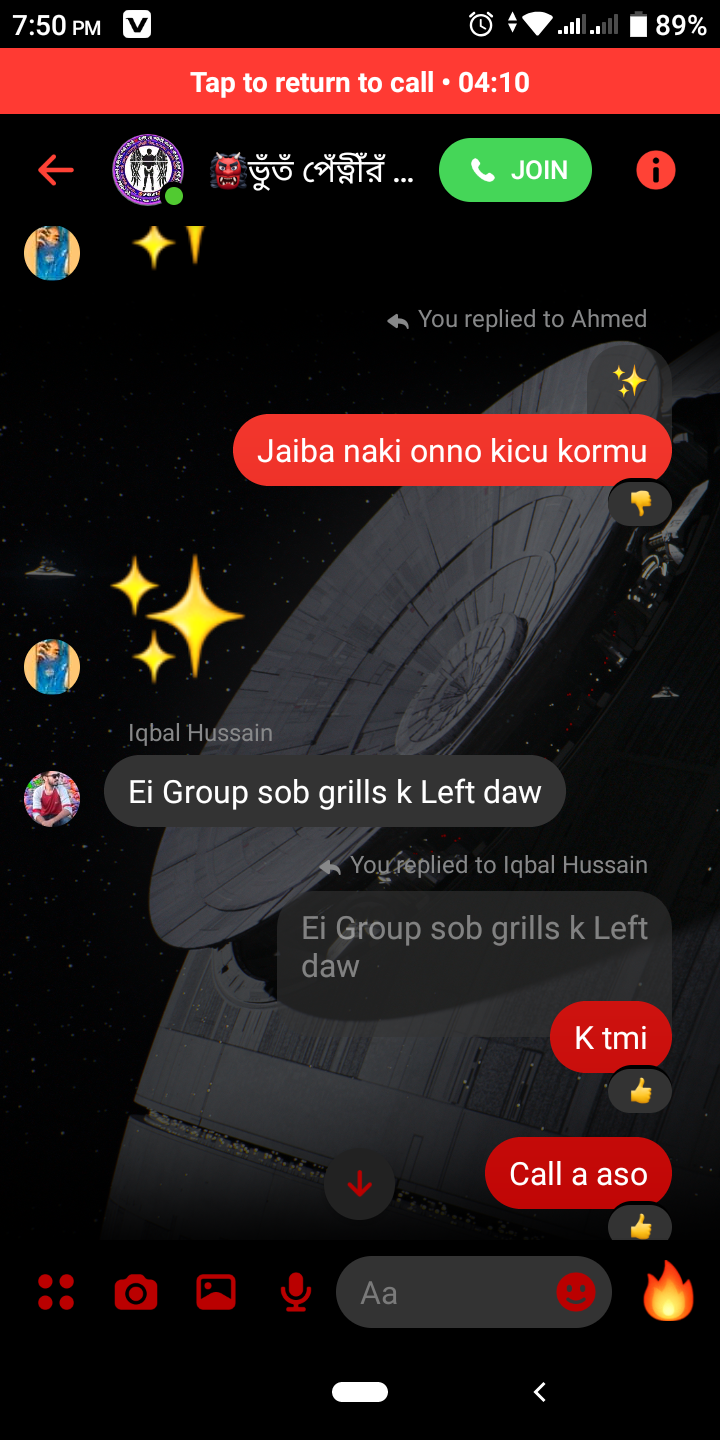 7:50 PM
89%
Tap to return to call • 04:10
👹ভুঁতঁ পেঁত্নীঁরঁ ...
JOIN
You replied to Ahmed
✨
Jaiba naki onno kicu kormu
👎
✨
Iqbal Hussain
Ei Group sob grills k Left daw
You replied to Iqbal Hussain
Ei Group sob grills k Left
daw
K tmi
👍
Call a aso
👍
Aa